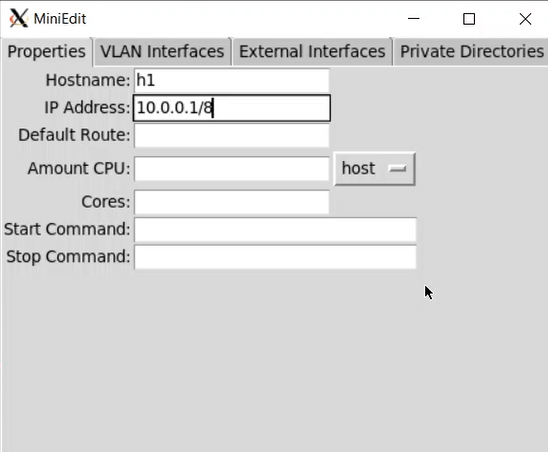 MiniEdit
Properties VLAN Interfaces External Interfaces Private Directories
Hostname: h1
IP Address: 10.0.0.1/8
Default Route:
Amount CPU: host
Cores:
Start Command:
Stop Command: